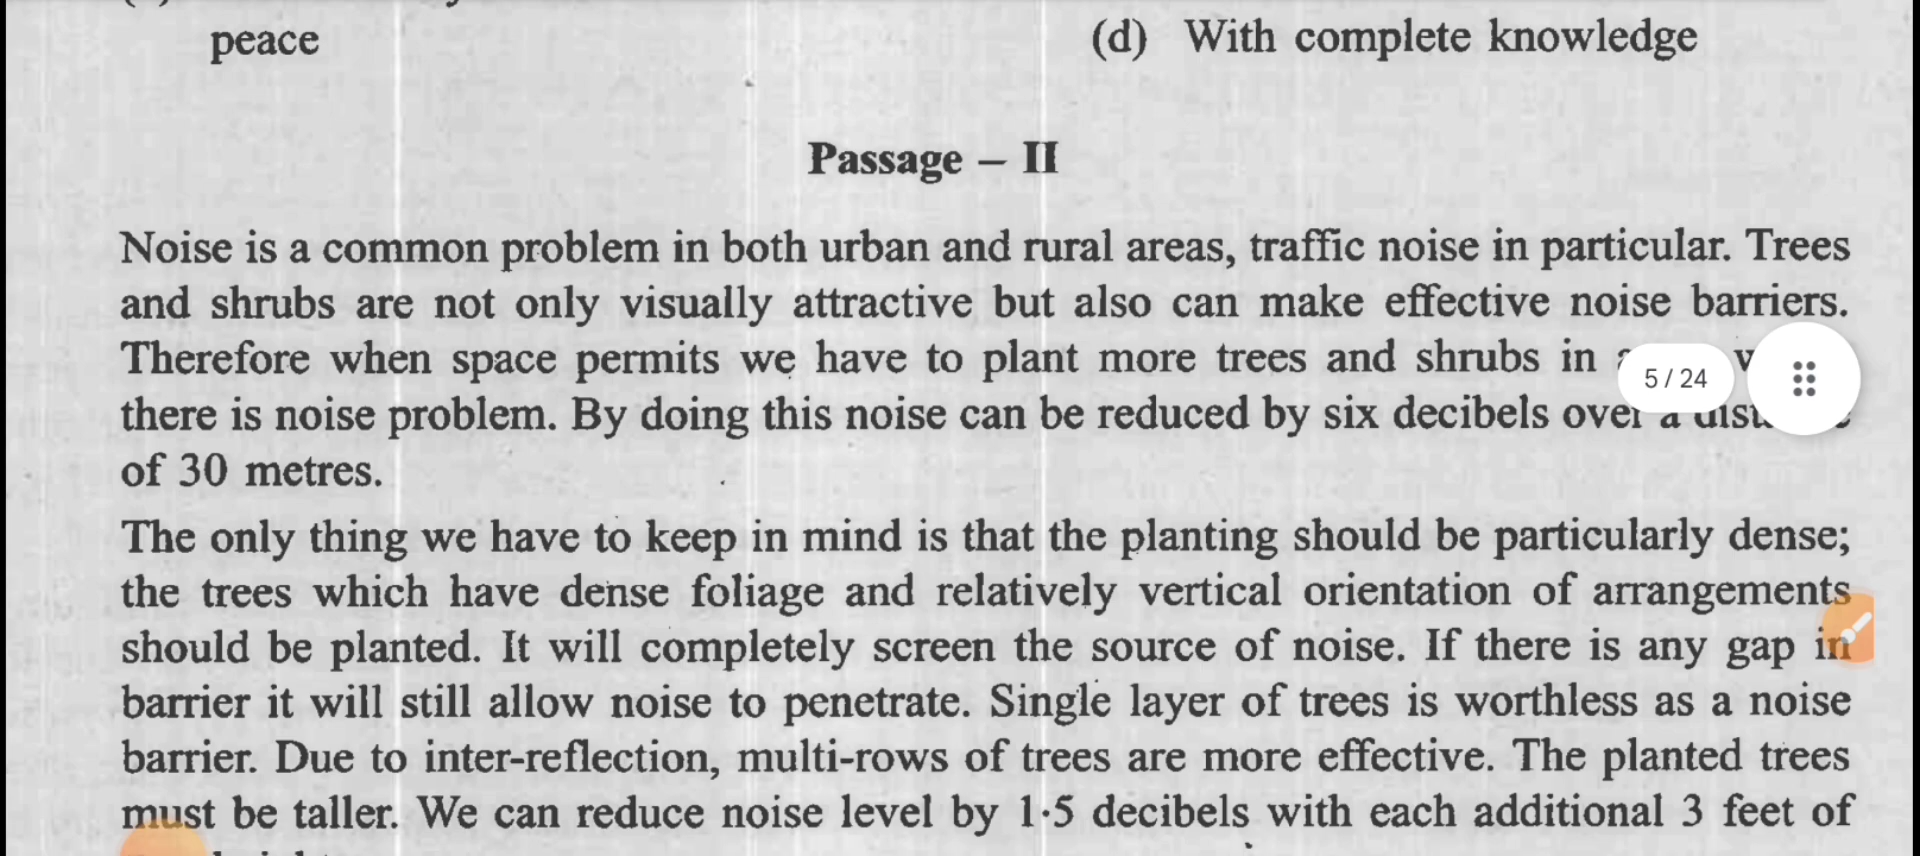 peace
(d) With complete knowledge
Passage – II
Noise is a common problem in both urban and rural areas, traffic noise in particular. Trees
and shrubs are not only visually attractive but also can make effective noise barriers.
Therefore when space permits we have to plant more trees and shrubs in
5 / 24
there is noise problem. By doing this noise can be reduced by six decibels over a
of 30 metres.
The only thing we have to keep in mind is that the planting should be particularly dense;
the trees which have dense foliage and relatively vertical orientation of arrangements
should be planted. It will completely screen the source of noise. If there is any gap in
barrier it will still allow noise to penetrate. Single layer of trees is worthless as a noise
barrier. Due to inter-reflection, multi-rows of trees are more effective. The planted trees
must be taller. We can reduce noise level by 1·5 decibels with each additional 3 feet of